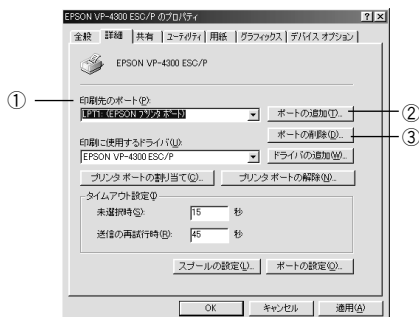 EPSON VP-4300 ESC/P のプロパティ
全般 詳細 共有 ユーティリティ 用紙 グラフィックス デバイス オプション
EPSON VP-4300 ESC/P
①
印刷先のポート(P):
LPT1: (EPSON プリンタ ポート)
ポートの追加(T)...
②
ポートの削除(D)...
③
印刷に使用するドライバ(U):
EPSON VP-4300 ESC/P
ドライバの追加(W)...
プリンタ ポートの割り当て(C)...
プリンタ ポートの解除(N)...
タイムアウト設定
未選択時(S): 15 秒
送信の再試行時(R): 45 秒
スプールの設定(L)...
ポートの設定(O)...
OK
キャンセル
適用(A)